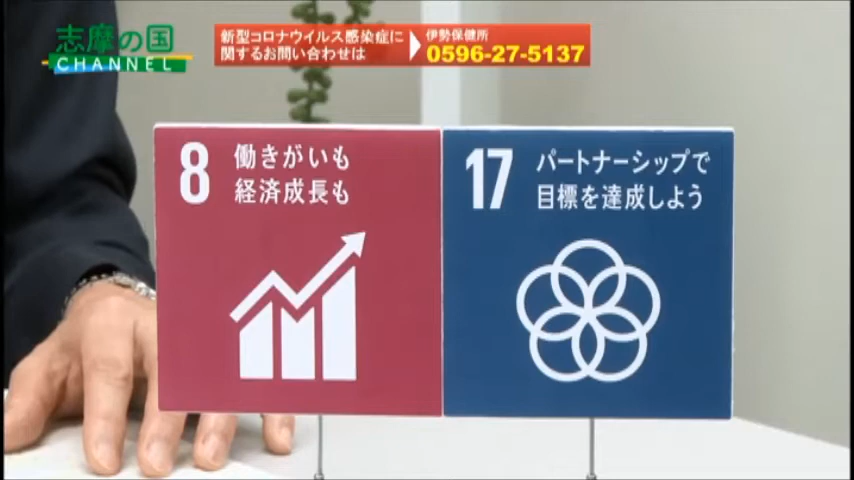 志摩の国
CHANNEL
新型コロナウイルス感染症に
関するお問い合わせは
伊勢保健所
0596-27-5137
8 働きがいも
経済成長も
17 パートナーシップで
目標を達成しよう